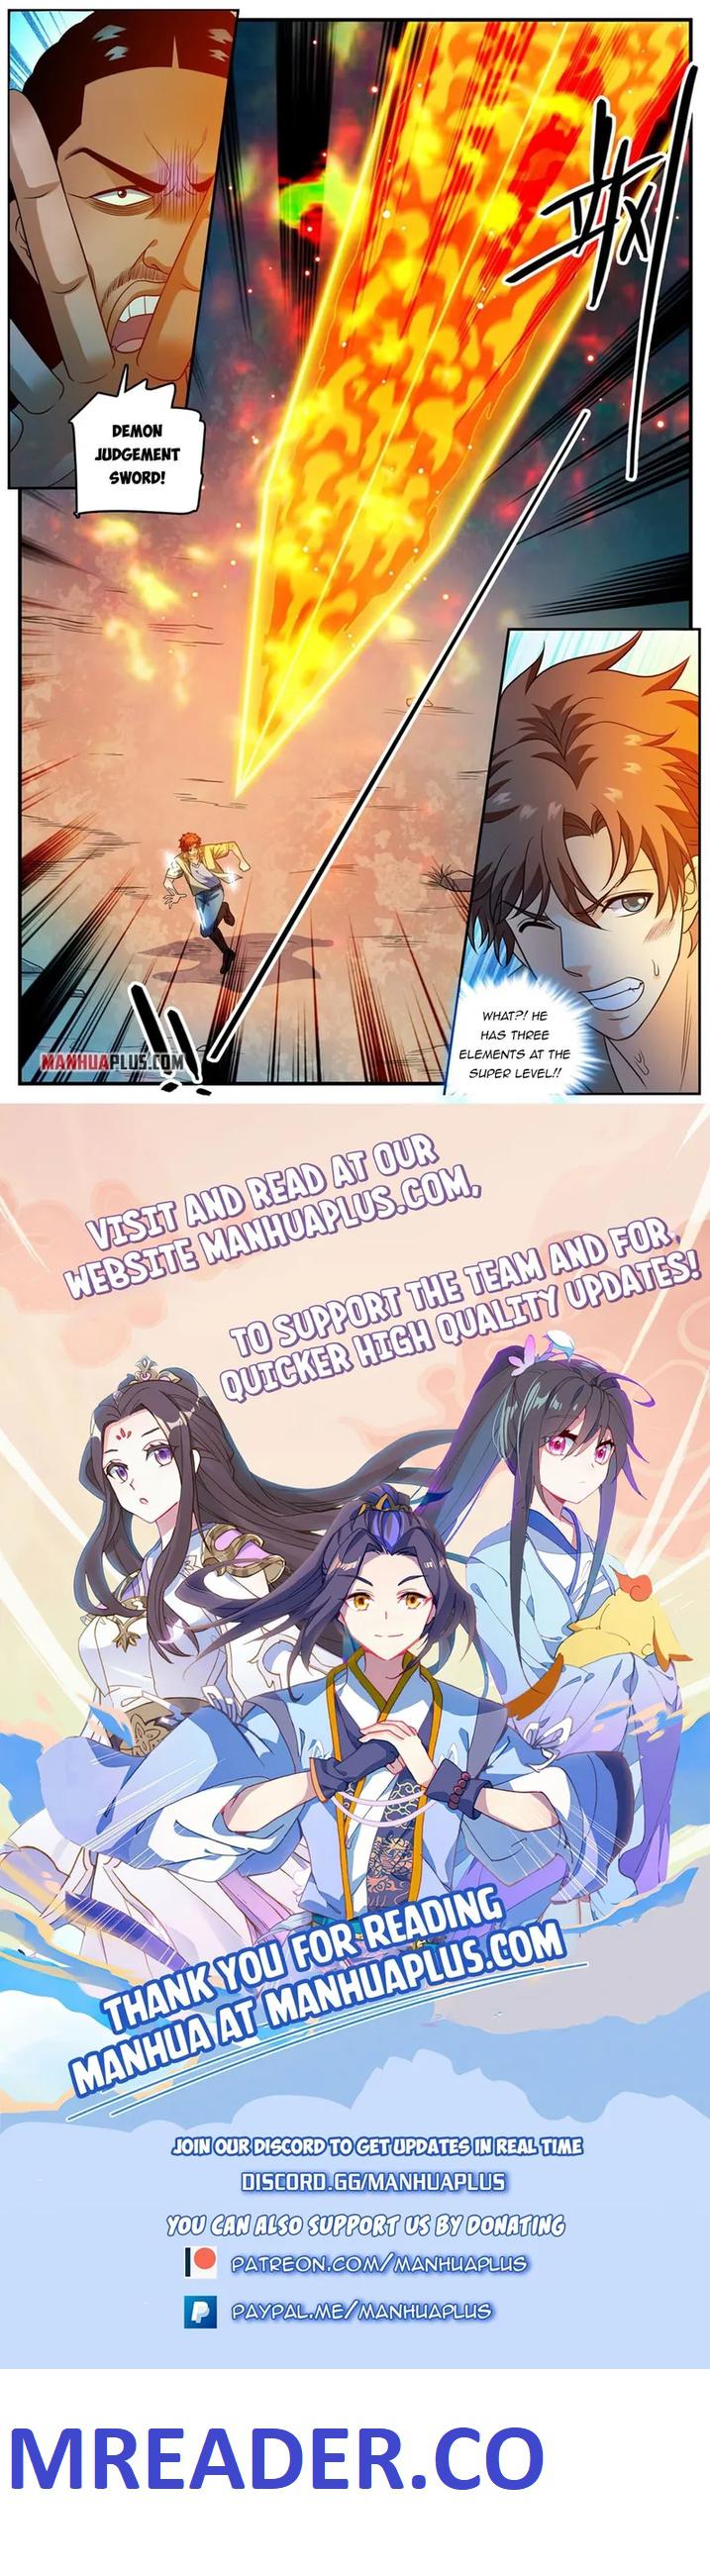 DEMON
JUDGEMENT
SWORD!
WHAT?! HE
HAS THREE
ELEMENTS AT THE
SUPER LEVEL!!
MANHUAPLUS.COM
VISIT AND READ AT OUR
WEBSITE MANHUAPLUS.COM,
TO SUPPORT THE TEAM AND FOR
QUICKER HIGH QUALITY UPDATES!
THANK YOU FOR READING
MANHUA AT MANHUAPLUS.COM
JOIN OUR DISCORD TO GET UPDATES IN REAL TIME
DISCORD.GG/MANHUAPLUS
YOU CAN ALSO SUPPORT US BY DONATING
PATREON.COM/MANHUAPLUS
PAYPAL.ME/MANHUAPLUS
MREADER.CO